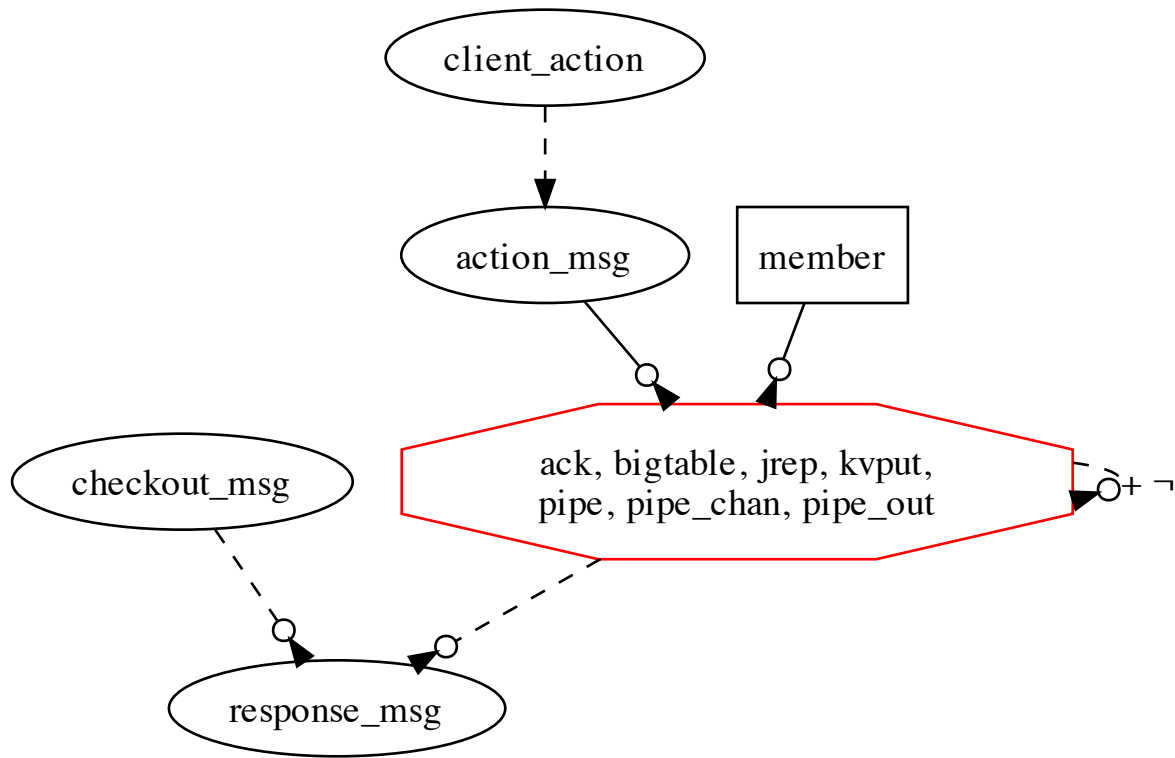 client_action
action_msg
member
ack, bigtable, jrep, kvput,
pipe, pipe_chan, pipe_out
+ ¬
checkout_msg
response_msg